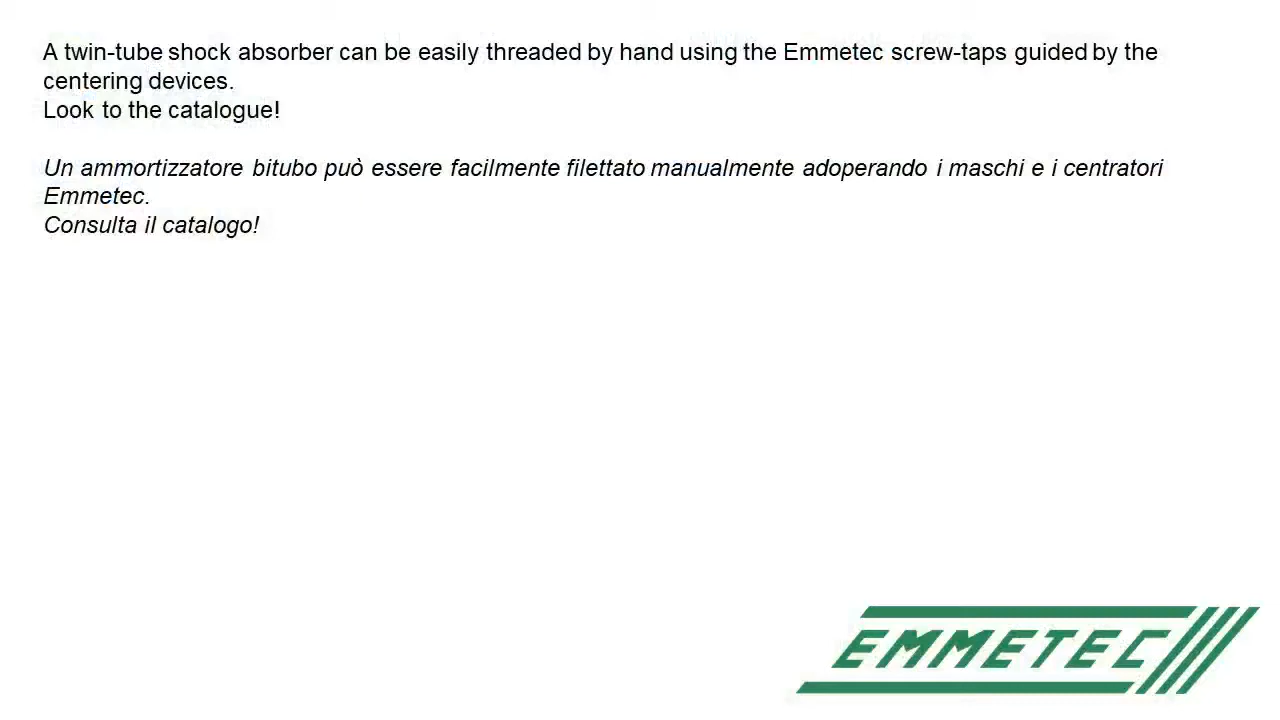 A twin-tube shock absorber can be easily threaded by hand using the Emmetec screw-taps guided by the
centering devices.
Look to the catalogue!
Un ammortizzatore bitubo può essere facilmente filettato manualmente adoperando i maschi e i centratori
Emmetec.
Consulta il catalogo!
EMMETEC